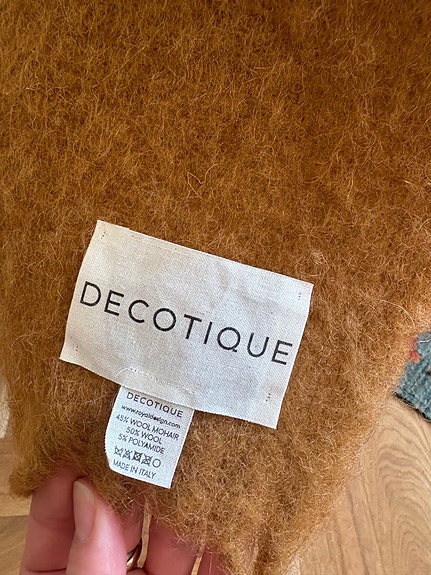 DECOTIQUE
DECOTIQUE
www.royaldesign.com
45% WOOL MOHAIR
50% WOOL
5% POLYAMIDE
MADE IN ITALY